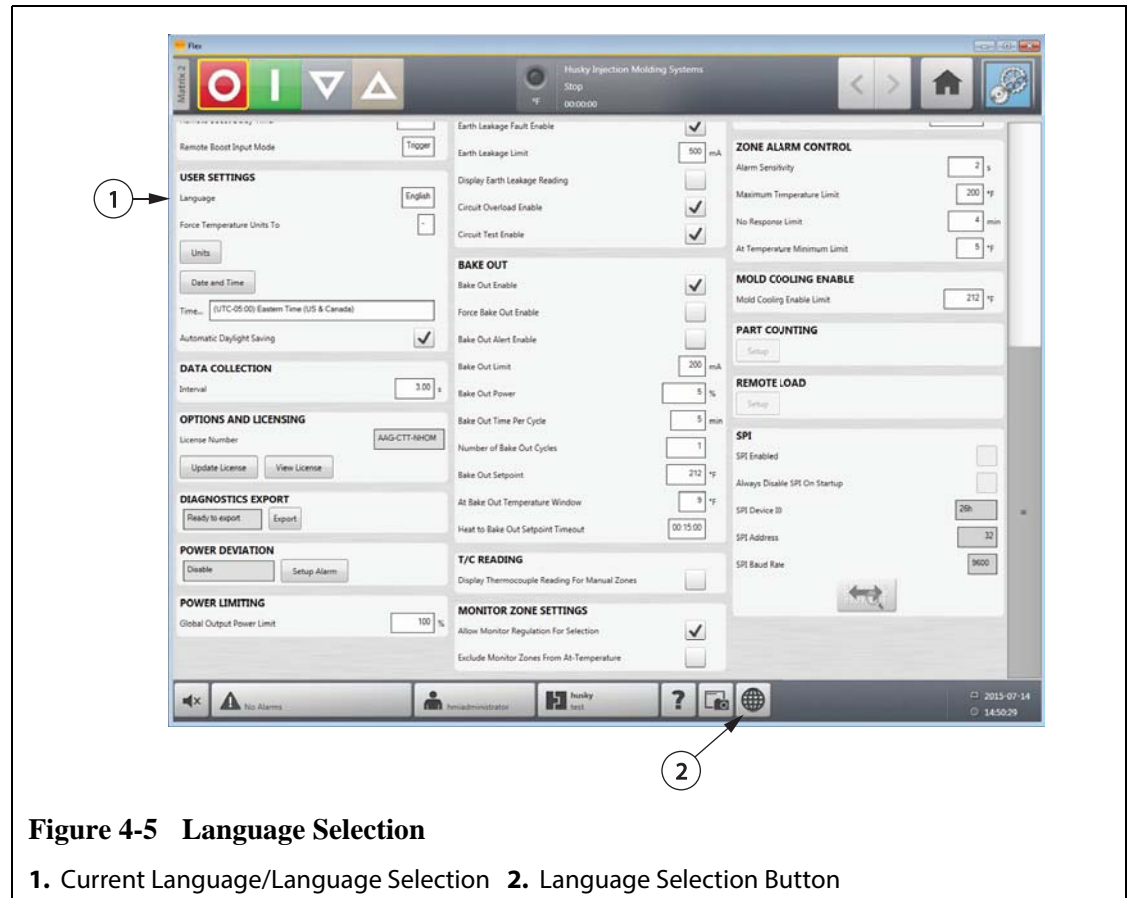 Flex
Matrix 2
Husky Injection Molding Systems
Stop
°F 00:00:00
Remote Boost Input Mode Trigger
USER SETTINGS
Language English
Force Temperature Units To -
Units
Date and Time
Time... (UTC-05:00) Eastern Time (US & Canada)
Automatic Daylight Saving
DATA COLLECTION
Interval 3.00 s
OPTIONS AND LICENSING
License Number AAG-CTT-NHOM
Update License View License
DIAGNOSTICS EXPORT
Ready to export Export
POWER DEVIATION
Disable Setup Alarm
POWER LIMITING
Global Output Power Limit 100 %
Earth Leakage Fault Enable
Earth Leakage Limit 500 mA
Display Earth Leakage Reading
Circuit Overload Enable
Circuit Test Enable
BAKE OUT
Bake Out Enable
Force Bake Out Enable
Bake Out Alert Enable
Bake Out Limit 200 mA
Bake Out Power 5 %
Bake Out Time Per Cycle 5 min
Number of Bake Out Cycles 1
Bake Out Setpoint 212 °F
At Bake Out Temperature Window 9 °F
Heat to Bake Out Setpoint Timeout 00:15:00
T/C READING
Display Thermocouple Reading For Manual Zones
MONITOR ZONE SETTINGS
Allow Monitor Regulation For Selection
Exclude Monitor Zones From At-Temperature
ZONE ALARM CONTROL
Alarm Sensitivity 2 s
Maximum Temperature Limit 200 °F
No Response Limit 4 min
At Temperature Minimum Limit 5 °F
MOLD COOLING ENABLE
Mold Cooling Enable Limit 212 °F
PART COUNTING
Setup
REMOTE LOAD
Setup
SPI
SPI Enabled
Always Disable SPI On Startup
SPI Device ID 26h
SPI Address 32
SPI Baud Rate 9600
No Alarms
hmiadministrator
husky
test
?
2015-07-14
14:50:29
1
2
Figure 4-5 Language Selection
1. Current Language/Language Selection 2. Language Selection Button